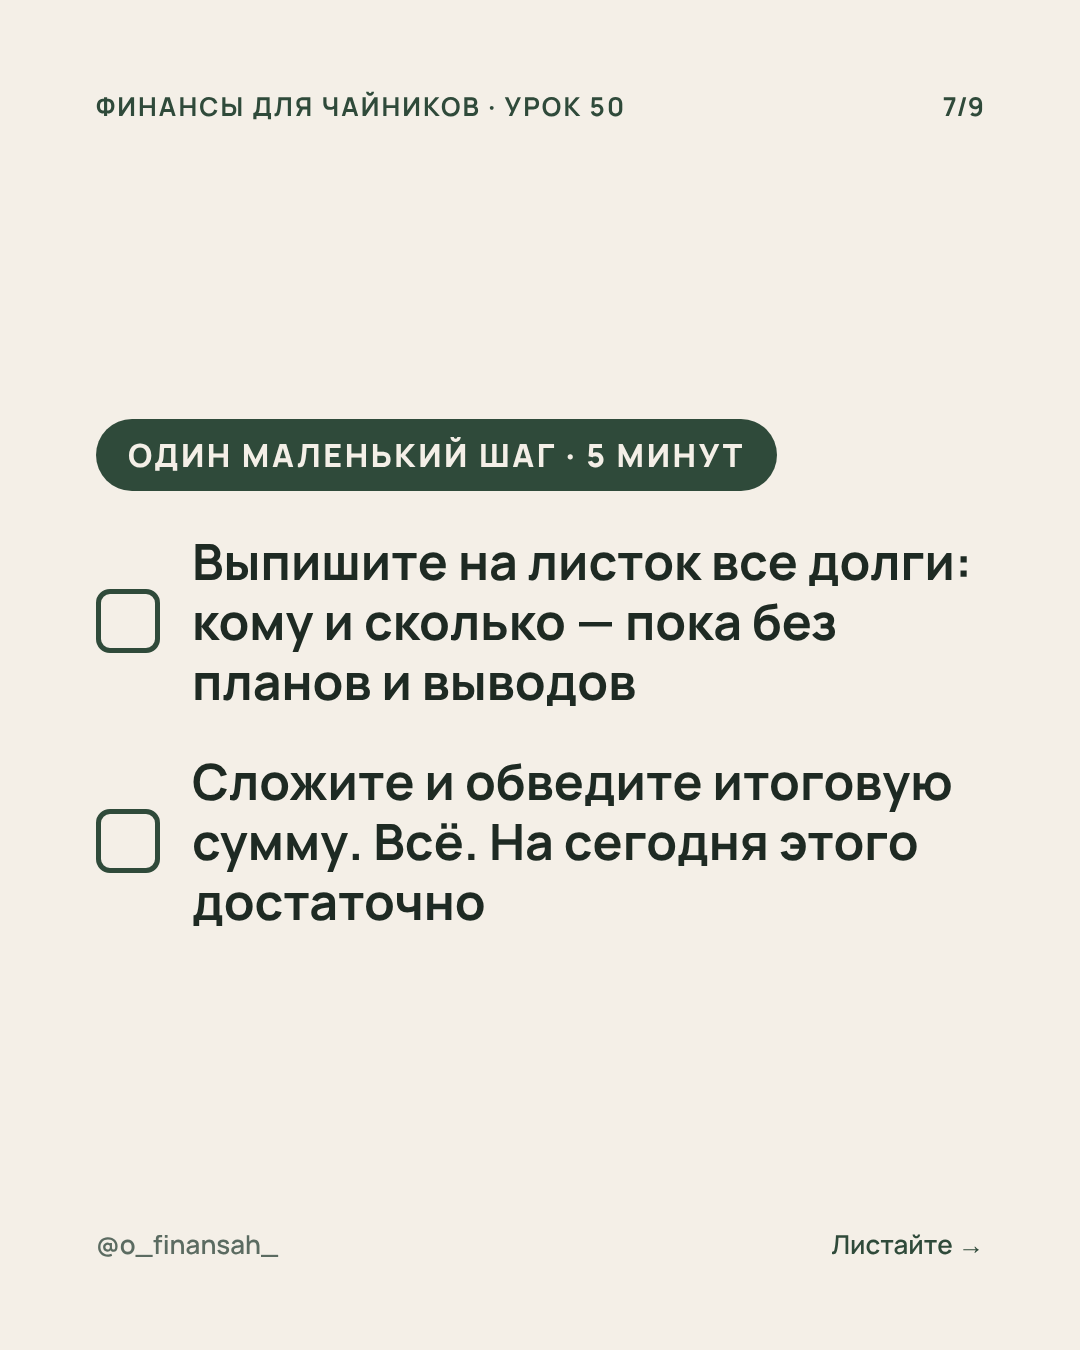 ФИНАНСЫ ДЛЯ ЧАЙНИКОВ · УРОК 50
7/9
ОДИН МАЛЕНЬКИЙ ШАГ · 5 МИНУТ
Выпишите на листок все долги:
кому и сколько — пока без
планов и выводов
Сложите и обведите итоговую
сумму. Всё. На сегодня этого
достаточно
@o_finansah_
Листайте →